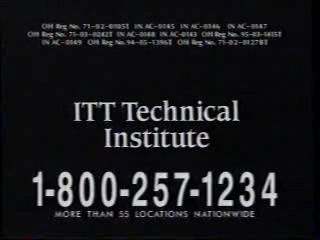 OH Reg No. 71-02-0105T IN AC-0145 IN AC-0146 IN AC-0147
OH Reg No. 71-03-0242T IN AC-0148 IN AC-0143 OH Reg No. 95-03-1415T
IN AC-0149 OH Reg No. 94-05-1396T OH Reg No. 71-02-0127BT
ITT Technical
Institute
1-800-257-1234
MORE THAN 55 LOCATIONS NATIONWIDE